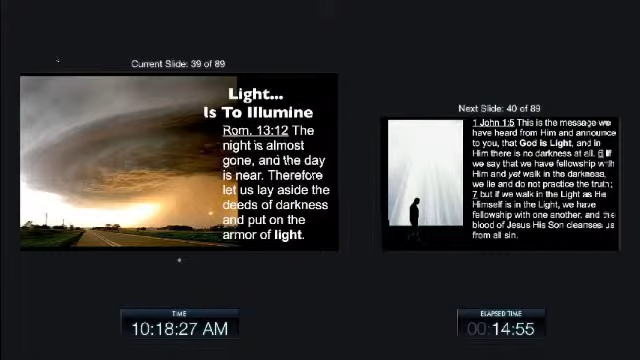 Current Slide: 39 of 89
Light...
Is To Illumine
Rom. 13:12 The
night is almost
gone, and the day
is near. Therefore
let us lay aside the
deeds of darkness
and put on the
armor of light.
Next Slide: 40 of 89
1 John 1:5 This is the message we
have heard from Him and announce
to you, that God is Light, and in
Him there is no darkness at all. 6 If
we say that we have fellowship with
Him and yet walk in the darkness,
we lie and do not practice the truth;
7 but if we walk in the Light as He
Himself is in the Light, we have
fellowship with one another, and the
blood of Jesus His Son cleanses us
from all sin.
TIME
10:18:27 AM
ELAPSED TIME
00:14:55